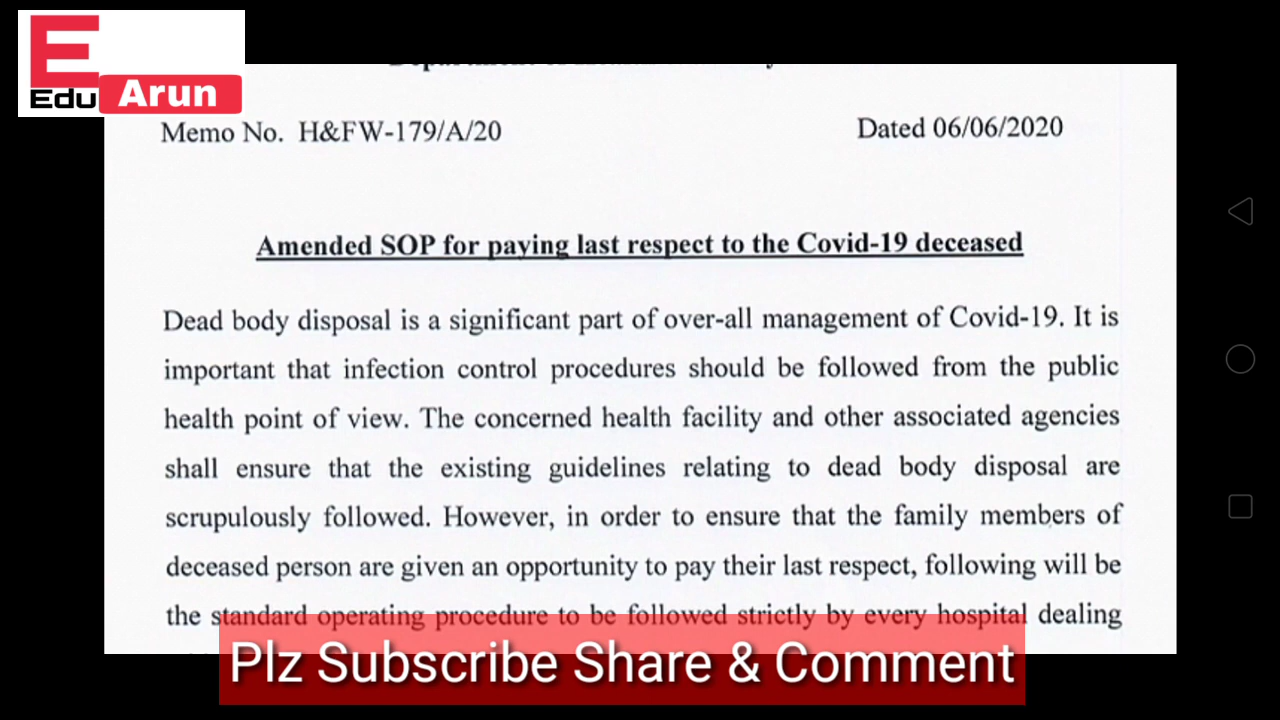 E
Edu Arun
Memo No. H&FW-179/A/20 Dated 06/06/2020
Amended SOP for paying last respect to the Covid-19 deceased
Dead body disposal is a significant part of over-all management of Covid-19. It is
important that infection control procedures should be followed from the public
health point of view. The concerned health facility and other associated agencies
shall ensure that the existing guidelines relating to dead body disposal are
scrupulously followed. However, in order to ensure that the family members of
deceased person are given an opportunity to pay their last respect, following will be
the standard operating procedure to be followed strictly by every hospital dealing
Plz Subscribe Share & Comment